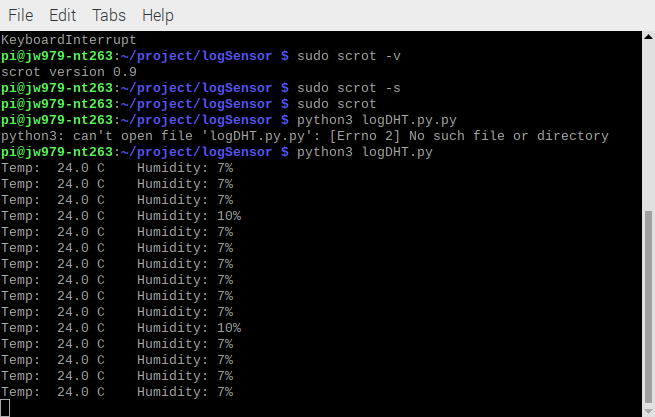 File Edit Tabs Help
KeyboardInterrupt
pi@jw979-nt263:~/project/logSensor $ sudo scrot -v
scrot version 0.9
pi@jw979-nt263:~/project/logSensor $ sudo scrot -s
pi@jw979-nt263:~/project/logSensor $ sudo scrot
pi@jw979-nt263:~/project/logSensor $ python3 logDHT.py.py
python3: can't open file 'logDHT.py.py': [Errno 2] No such file or directory
pi@jw979-nt263:~/project/logSensor $ python3 logDHT.py
Temp:  24.0 C    Humidity: 7%
Temp:  24.0 C    Humidity: 7%
Temp:  24.0 C    Humidity: 7%
Temp:  24.0 C    Humidity: 10%
Temp:  24.0 C    Humidity: 7%
Temp:  24.0 C    Humidity: 7%
Temp:  24.0 C    Humidity: 7%
Temp:  24.0 C    Humidity: 7%
Temp:  24.0 C    Humidity: 7%
Temp:  24.0 C    Humidity: 7%
Temp:  24.0 C    Humidity: 10%
Temp:  24.0 C    Humidity: 7%
Temp:  24.0 C    Humidity: 7%
Temp:  24.0 C    Humidity: 7%
Temp:  24.0 C    Humidity: 7%